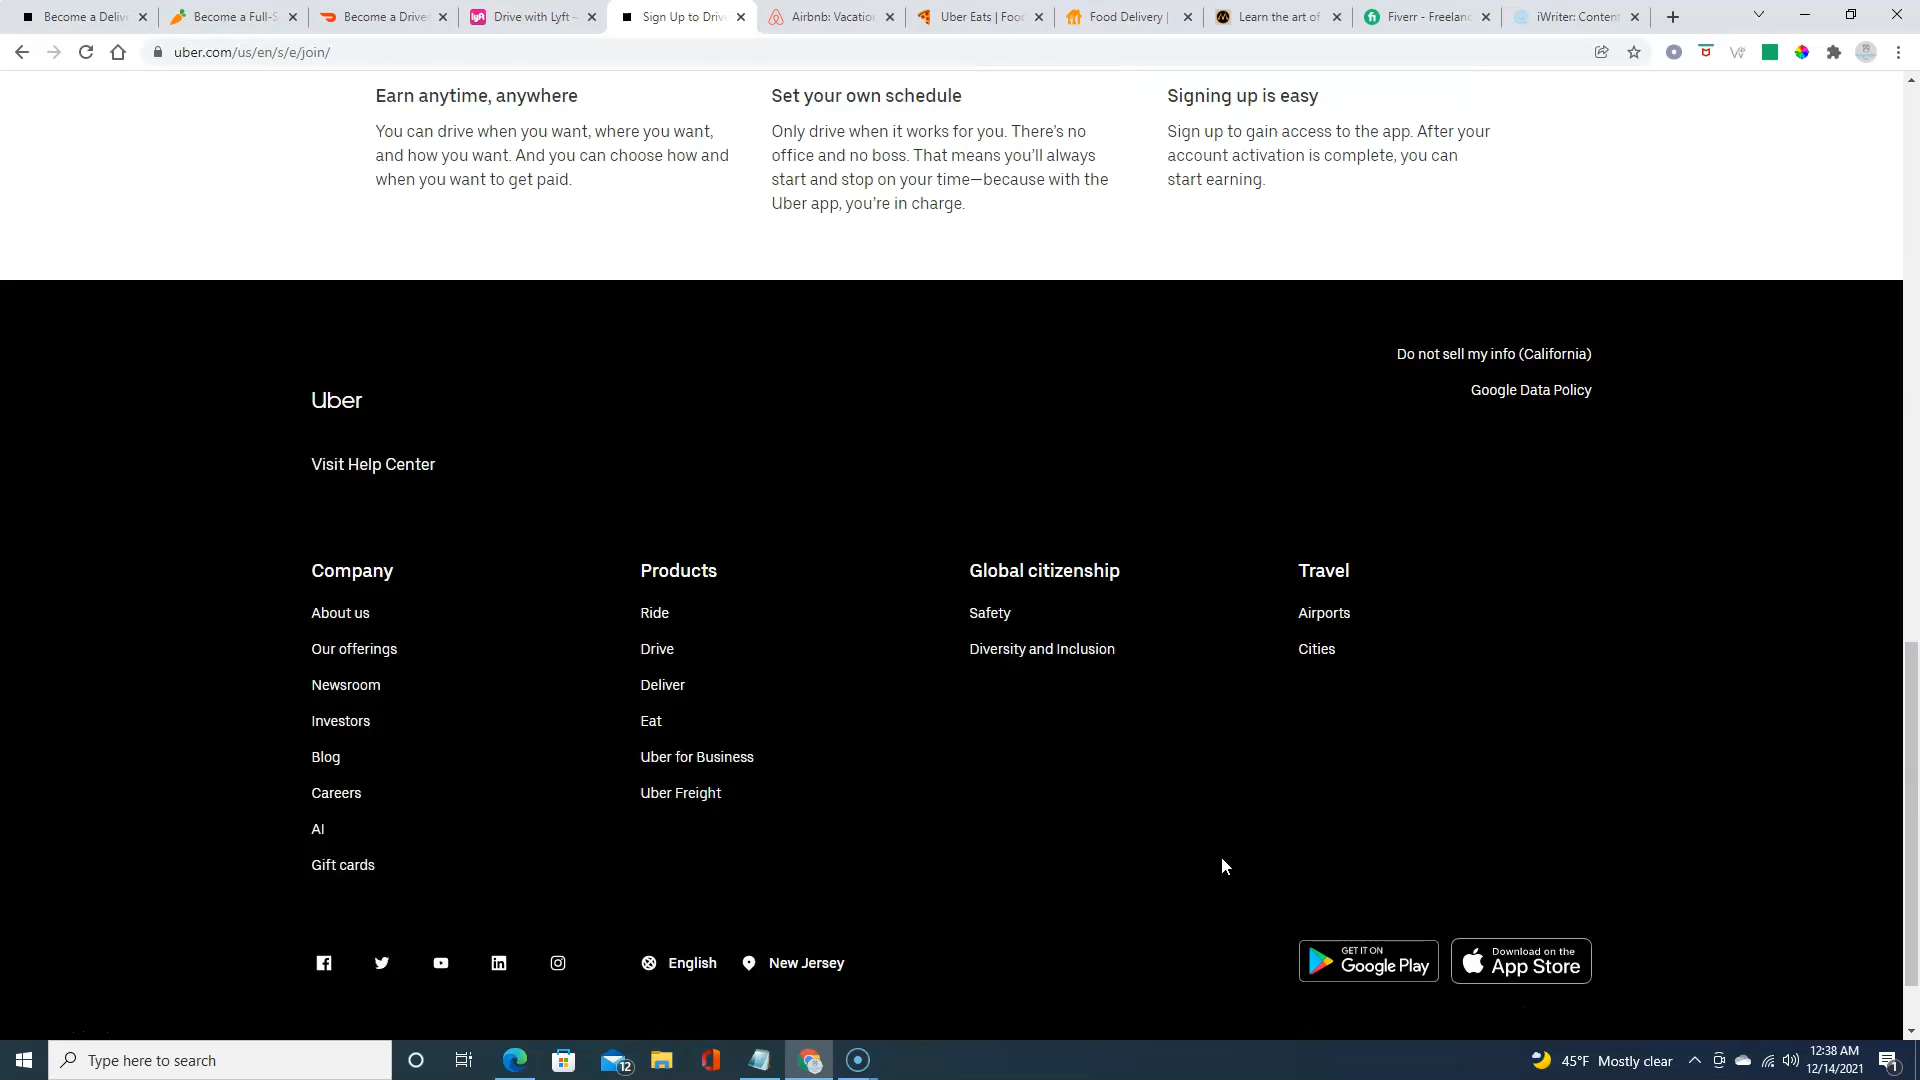 Become a Delive
Become a Full-S
Become a Drive
Drive with Lyft -
Sign Up to Driv
Airbnb: Vacatio
Uber Eats | Foo
Food Delivery |
Learn the art of
Fiverr - Freelanc
iWriter: Content
uber.com/us/en/s/e/join/
Earn anytime, anywhere
You can drive when you want, where you want,
and how you want. And you can choose how and
when you want to get paid.
Set your own schedule
Only drive when it works for you. There’s no
office and no boss. That means you’ll always
start and stop on your time—because with the
Uber app, you’re in charge.
Signing up is easy
Sign up to gain access to the app. After your
account activation is complete, you can
start earning.
Do not sell my info (California)
Google Data Policy
Uber
Visit Help Center
Company
About us
Our offerings
Newsroom
Investors
Blog
Careers
AI
Gift cards
Products
Ride
Drive
Deliver
Eat
Uber for Business
Uber Freight
Global citizenship
Safety
Diversity and Inclusion
Travel
Airports
Cities
English
New Jersey
GET IT ON
Google Play
Download on the
App Store
Type here to search
12
45°F Mostly clear
12:38 AM
12/14/2021
1